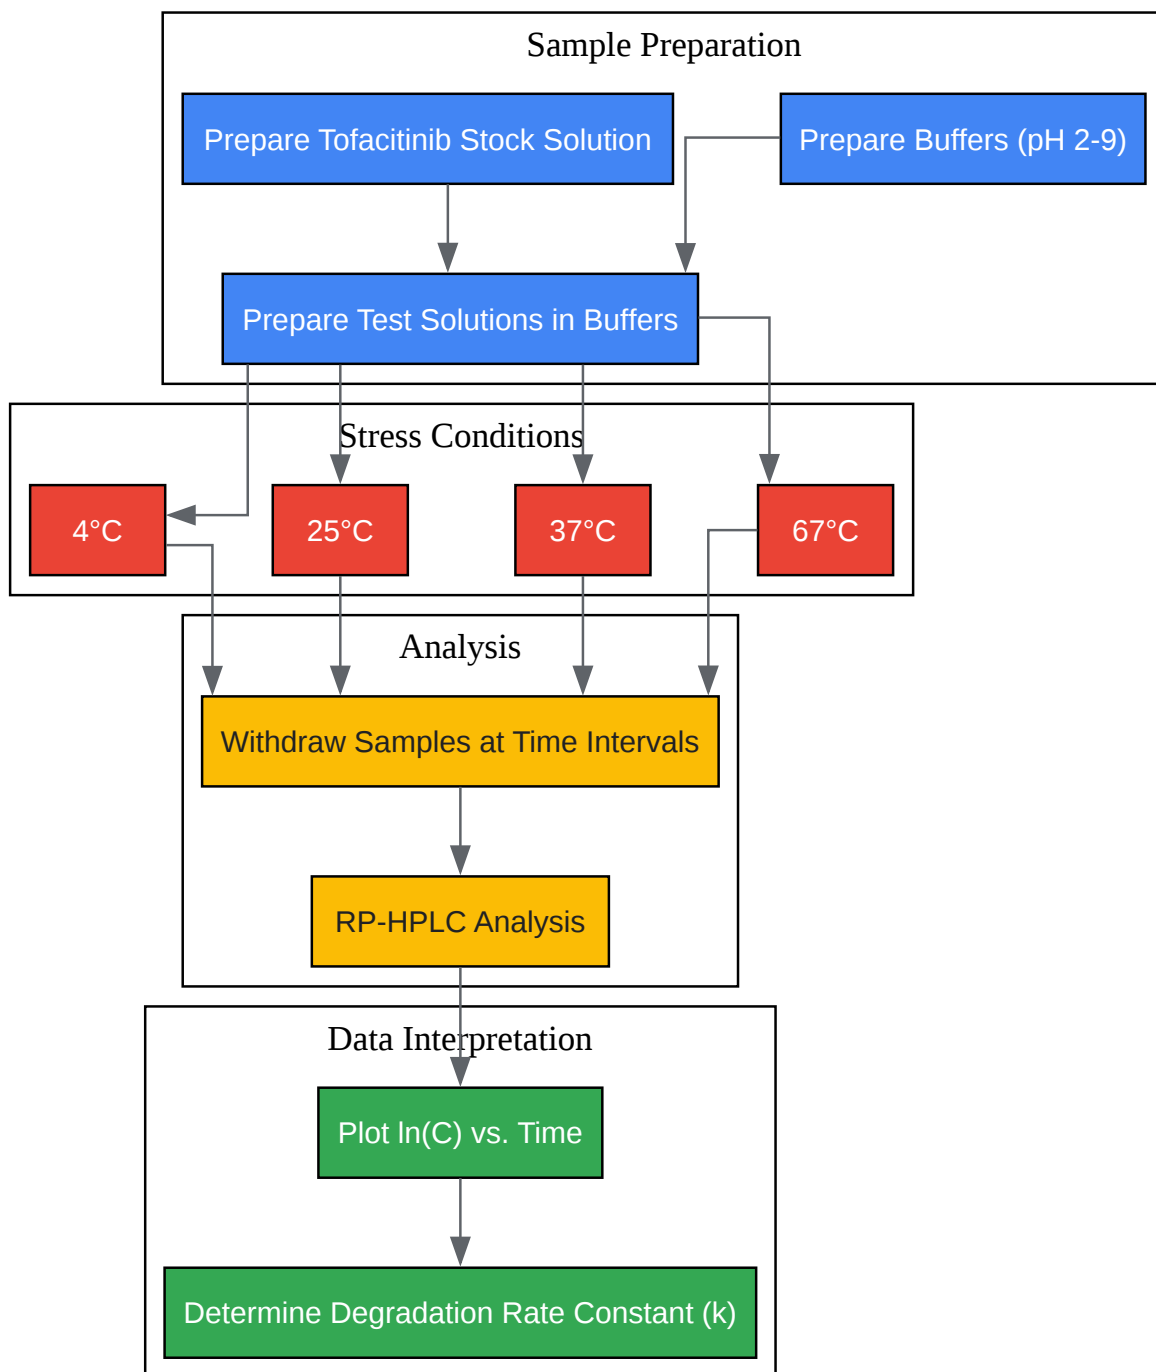 Sample Preparation
Prepare Tofacitinib Stock Solution
Prepare Buffers (pH 2-9)
Prepare Test Solutions in Buffers
Stress Conditions
4°C
25°C
37°C
67°C
Analysis
Withdraw Samples at Time Intervals
RP-HPLC Analysis
Data Interpretation
Plot ln(C) vs. Time
Determine Degradation Rate Constant (k)